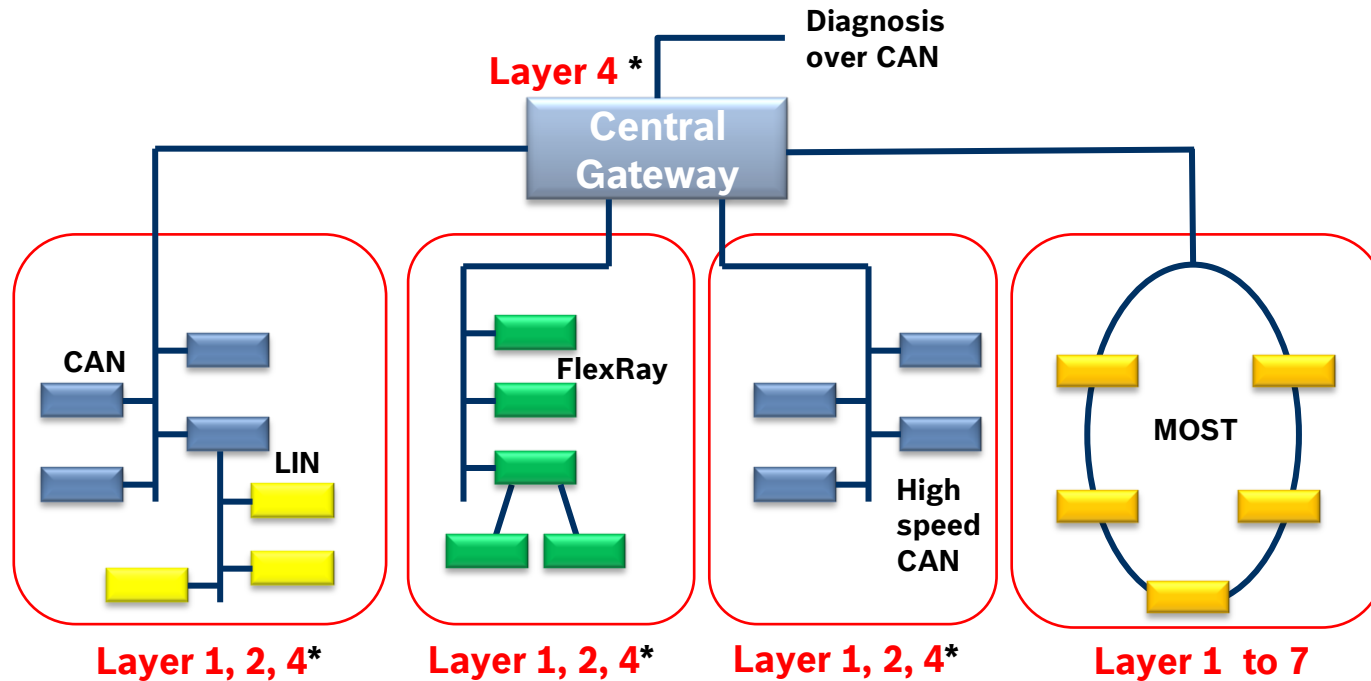 Diagnosis
over CAN
Layer 4 *
Central
Gateway
CAN
LIN
FlexRay
High
speed
CAN
MOST
Layer 1, 2, 4*
Layer 1, 2, 4*
Layer 1, 2, 4*
Layer 1 to 7